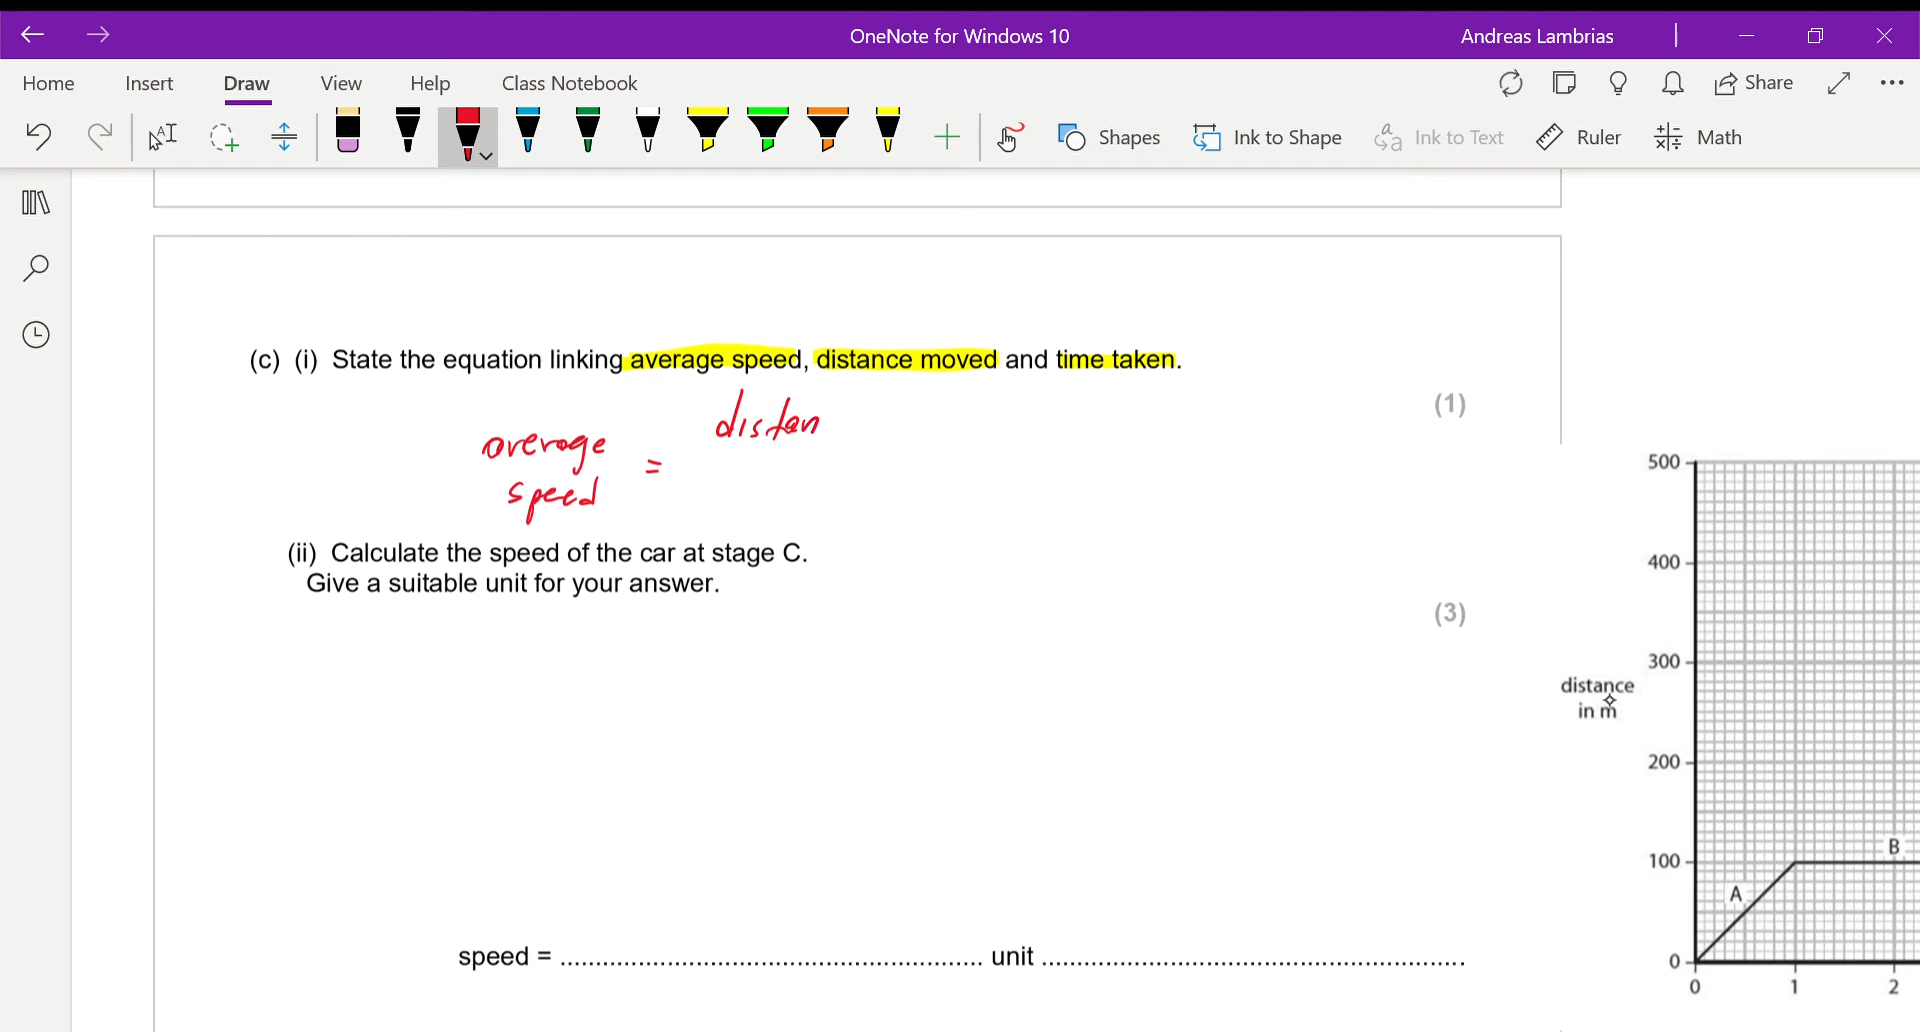 OneNote for Windows 10
Andreas Lambrias
Home Insert Draw View Help Class Notebook
Share
Shapes Ink to Shape Ink to Text Ruler Math
(c) (i) State the equation linking average speed, distance moved and time taken.
(1)
average speed = distan
(ii) Calculate the speed of the car at stage C.
Give a suitable unit for your answer.
(3)
speed = ........................................................ unit ........................................................
500
400
300
distance
in m
200
100
B
A
0
0 1 2